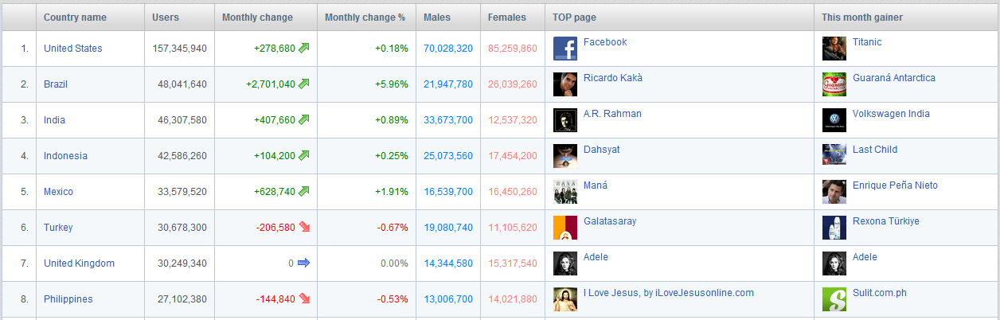 Country name Users Monthly change Monthly change % Males Females TOP page This month gainer
1. United States 157,345,940 +278,680 +0.18% 70,028,320 85,259,860 Facebook Titanic
2. Brazil 48,041,640 +2,701,040 +5.96% 21,947,780 26,039,260 Ricardo Kakà Guaraná Antarctica
3. India 46,307,580 +407,660 +0.89% 33,673,700 12,537,320 A.R. Rahman Volkswagen India
4. Indonesia 42,586,260 +104,200 +0.25% 25,073,560 17,454,200 Dahsyat Last Child
5. Mexico 33,579,520 +628,740 +1.91% 16,539,700 16,450,260 Maná Enrique Peña Nieto
6. Turkey 30,678,300 -206,580 -0.67% 19,080,740 11,105,620 Galatasaray Rexona Türkiye
7. United Kingdom 30,249,340 0 0.00% 14,344,580 15,317,540 Adele Adele
8. Philippines 27,102,380 -144,840 -0.53% 13,006,700 14,021,880 I Love Jesus, by iLoveJesusonline.com Sulit.com.ph